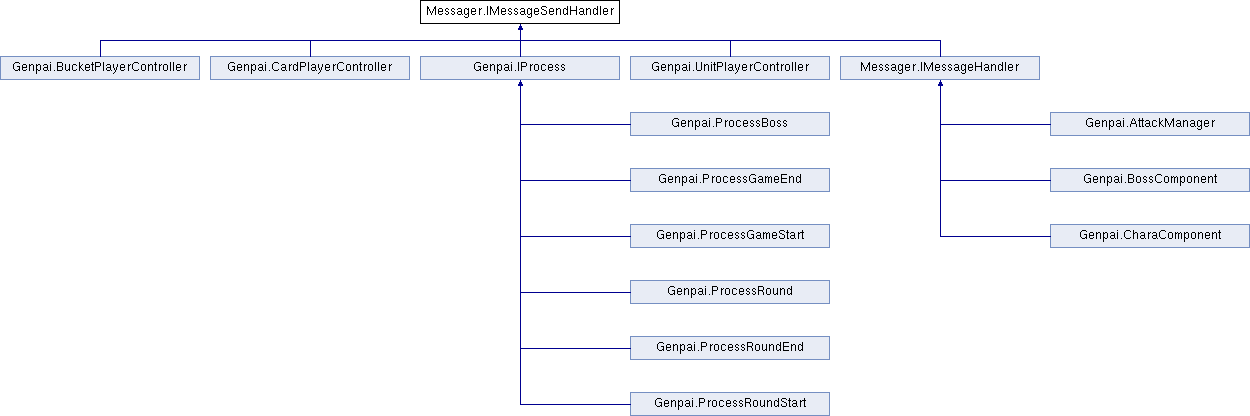 Messager.IMessageSendHandler
Genpai.BucketPlayerController
Genpai.CardPlayerController
Genpai.IProcess
Genpai.UnitPlayerController
Messager.IMessageHandler
Genpai.ProcessBoss
Genpai.AttackManager
Genpai.ProcessGameEnd
Genpai.BossComponent
Genpai.ProcessGameStart
Genpai.CharaComponent
Genpai.ProcessRound
Genpai.ProcessRoundEnd
Genpai.ProcessRoundStart